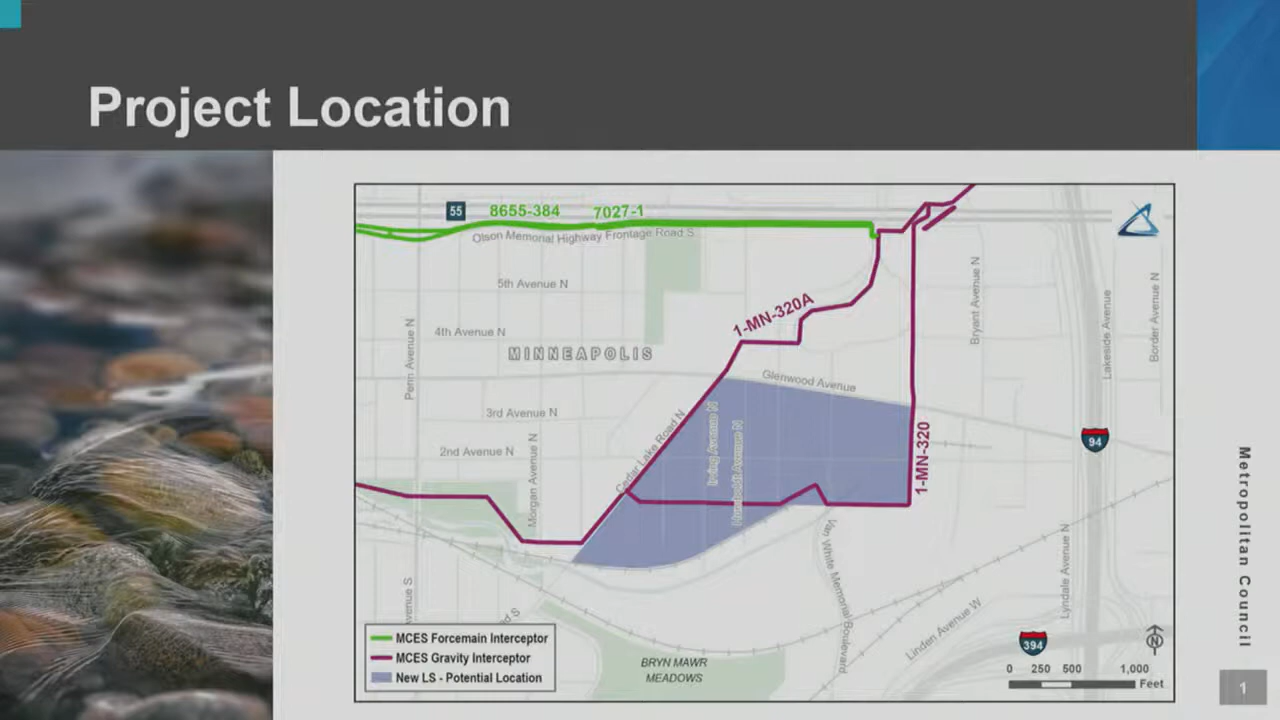 Project Location
55
8655-384
7027-1
Olson Memorial Highway Frontage Road S
5th Avenue N
4th Avenue N
MINNEAPOLIS
Penn Avenue N
1-MN-320A
Bryant Avenue N
Lakeside Avenue
Border Avenue N
Glenwood Avenue
3rd Avenue N
2nd Avenue N
Morgan Avenue N
Cedar Lake Road N
Irving Avenue N
Humboldt Avenue N
1-MN-320
94
Van White Memorial Boulevard
Lyndale Avenue N
Linden Avenue W
venue S
d S
BRYN MAWR
MEADOWS
394
N
0 250 500 1,000
Feet
MCES Forcemain Interceptor
MCES Gravity Interceptor
New LS - Potential Location
Metropolitan Council
1